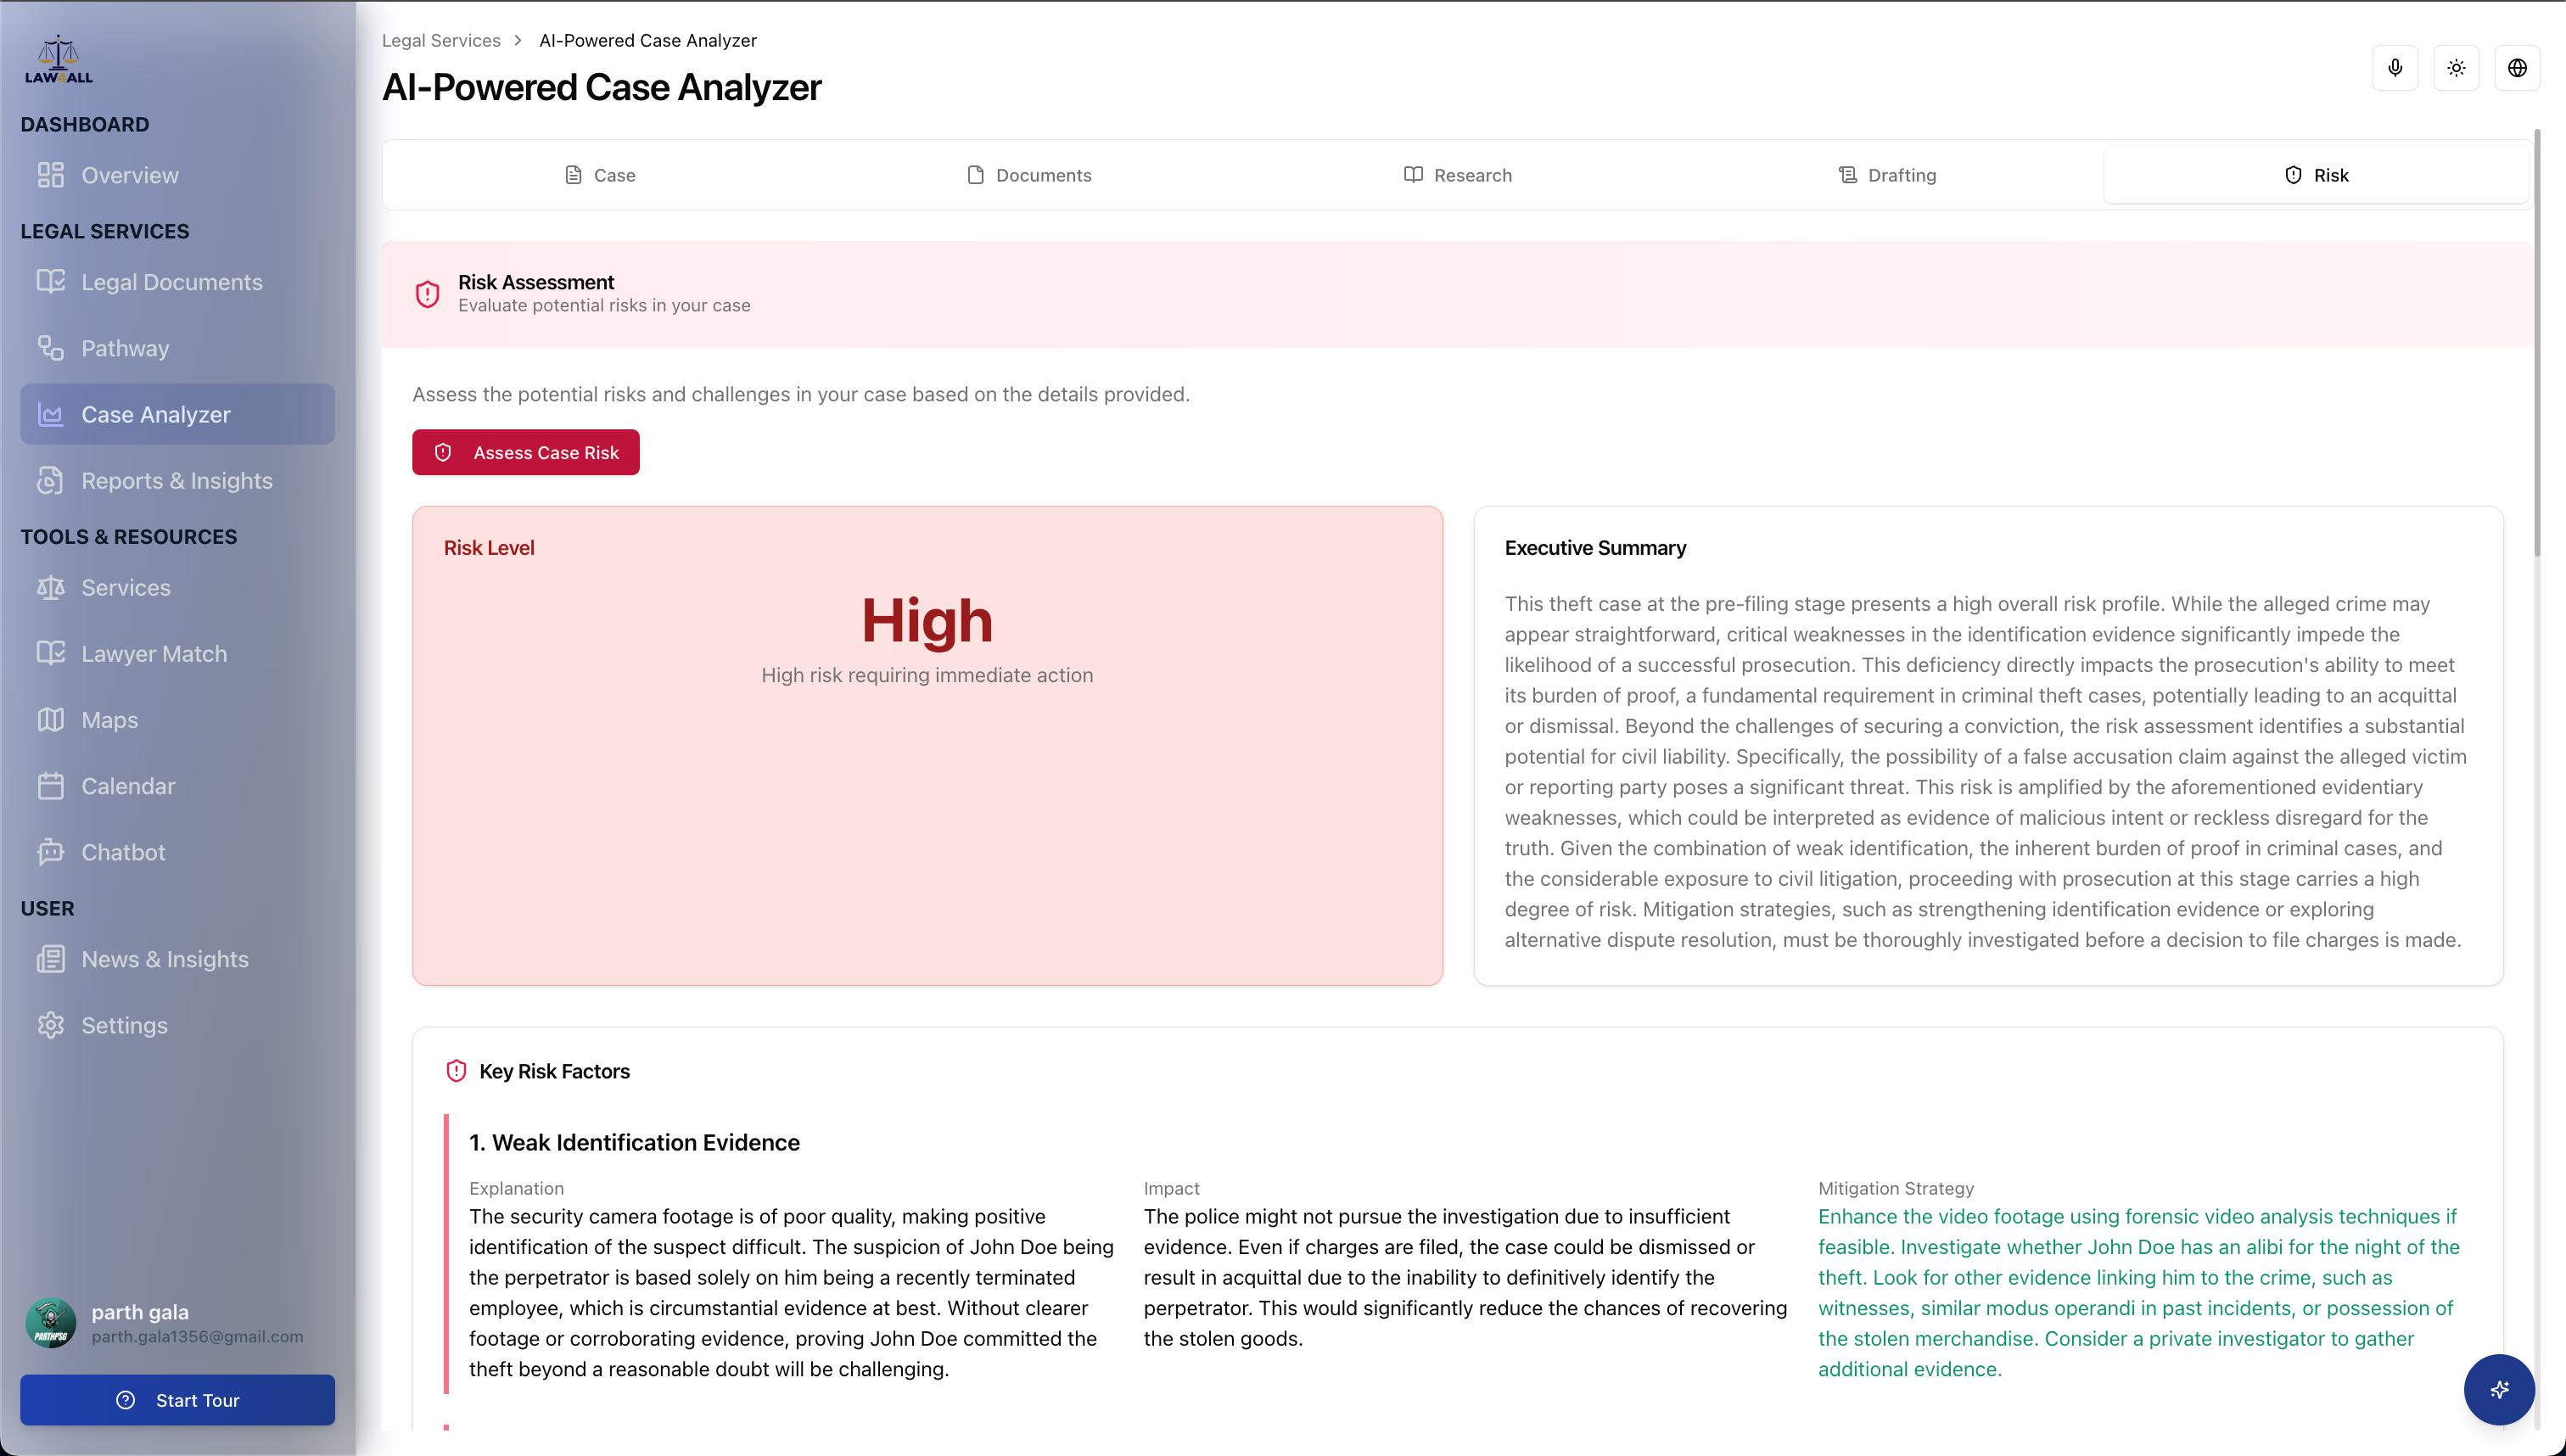 LAW4ALL
DASHBOARD
Overview
LEGAL SERVICES
Legal Documents
Pathway
Case Analyzer
Reports & Insights
TOOLS & RESOURCES
Services
Lawyer Match
Maps
Calendar
Chatbot
USER
News & Insights
Settings
PARTHPSG
parth gala
parth.gala1356@gmail.com
Start Tour
Legal Services > AI-Powered Case Analyzer
AI-Powered Case Analyzer
Case
Documents
Research
Drafting
Risk
Risk Assessment
Evaluate potential risks in your case
Assess the potential risks and challenges in your case based on the details provided.
Assess Case Risk
Risk Level
High
High risk requiring immediate action
Executive Summary
This theft case at the pre-filing stage presents a high overall risk profile. While the alleged crime may
appear straightforward, critical weaknesses in the identification evidence significantly impede the
likelihood of a successful prosecution. This deficiency directly impacts the prosecution's ability to meet
its burden of proof, a fundamental requirement in criminal theft cases, potentially leading to an acquittal
or dismissal. Beyond the challenges of securing a conviction, the risk assessment identifies a substantial
potential for civil liability. Specifically, the possibility of a false accusation claim against the alleged victim
or reporting party poses a significant threat. This risk is amplified by the aforementioned evidentiary
weaknesses, which could be interpreted as evidence of malicious intent or reckless disregard for the
truth. Given the combination of weak identification, the inherent burden of proof in criminal cases, and
the considerable exposure to civil litigation, proceeding with prosecution at this stage carries a high
degree of risk. Mitigation strategies, such as strengthening identification evidence or exploring
alternative dispute resolution, must be thoroughly investigated before a decision to file charges is made.
Key Risk Factors
1. Weak Identification Evidence
Explanation
The security camera footage is of poor quality, making positive
identification of the suspect difficult. The suspicion of John Doe being
the perpetrator is based solely on him being a recently terminated
employee, which is circumstantial evidence at best. Without clearer
footage or corroborating evidence, proving John Doe committed the
theft beyond a reasonable doubt will be challenging.
Impact
The police might not pursue the investigation due to insufficient
evidence. Even if charges are filed, the case could be dismissed or
result in acquittal due to the inability to definitively identify the
perpetrator. This would significantly reduce the chances of recovering
the stolen goods.
Mitigation Strategy
Enhance the video footage using forensic video analysis techniques if
feasible. Investigate whether John Doe has an alibi for the night of the
theft. Look for other evidence linking him to the crime, such as
witnesses, similar modus operandi in past incidents, or possession of
the stolen merchandise. Consider a private investigator to gather
additional evidence.